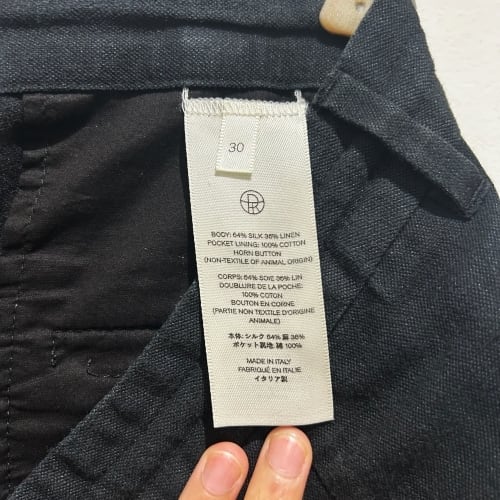 30
BODY: 64% SILK 36% LINEN
POCKET LINING: 100% COTTON
HORN BUTTON
(NON-TEXTILE OF ANIMAL ORIGIN)
CORPS: 64% SOIE 36% LIN
DOUBLURE DE LA POCHE:
100% COTON
BOUTON EN CORNE
(PARTIE NON TEXTILE D'ORIGINE
ANIMALE)
本体: シルク 64% 麻 36%
ポケット裏地: 綿 100%
MADE IN ITALY
FABRIQUÉ EN ITALIE
イタリア製